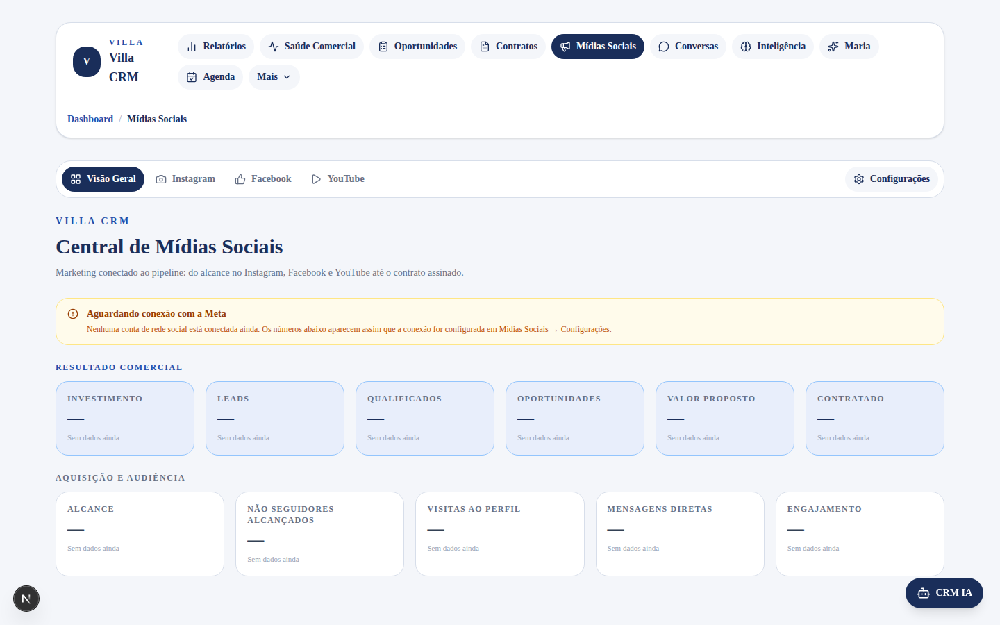 V
VILLA
Villa
CRM
Relatórios
Saúde Comercial
Oportunidades
Contratos
Mídias Sociais
Conversas
Inteligência
Maria
Agenda
Mais
Dashboard / Mídias Sociais
Visão Geral
Instagram
Facebook
YouTube
Configurações
VILLA CRM
Central de Mídias Sociais
Marketing conectado ao pipeline: do alcance no Instagram, Facebook e YouTube até o contrato assinado.
Aguardando conexão com a Meta
Nenhuma conta de rede social está conectada ainda. Os números abaixo aparecem assim que a conexão for configurada em Mídias Sociais → Configurações.
RESULTADO COMERCIAL
INVESTIMENTO
—
Sem dados ainda
LEADS
—
Sem dados ainda
QUALIFICADOS
—
Sem dados ainda
OPORTUNIDADES
—
Sem dados ainda
VALOR PROPOSTO
—
Sem dados ainda
CONTRATADO
—
Sem dados ainda
AQUISIÇÃO E AUDIÊNCIA
ALCANCE
—
Sem dados ainda
NÃO SEGUIDORES
ALCANÇADOS
—
Sem dados ainda
VISITAS AO PERFIL
—
Sem dados ainda
MENSAGENS DIRETAS
—
Sem dados ainda
ENGAJAMENTO
—
Sem dados ainda
N
CRM IA